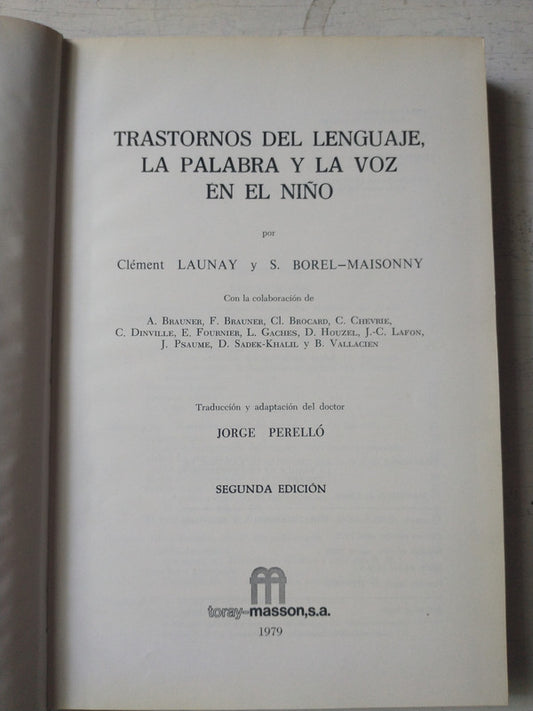 TRASTORNOS DEL LENGUAJE,
LA PALABRA Y LA VOZ
EN EL NIÑO
por
Clément LAUNAY y S. BOREL-MAISONNY
Con la colaboración de
A. BRAUNER, F. BRAUNER, CL. BROCARD, C. CHEVRIE,
C. DINVILLE, E. FOURNIER, L. GACHES, D. HOUZEL, J.-C. LAFON,
J. PSAUME, D. SADEK-KHALIL y B. VALLACIEN
Traducción y adaptación del doctor
JORGE PERELLÓ
SEGUNDA EDICIÓN
toray-masson, s.a.
1979